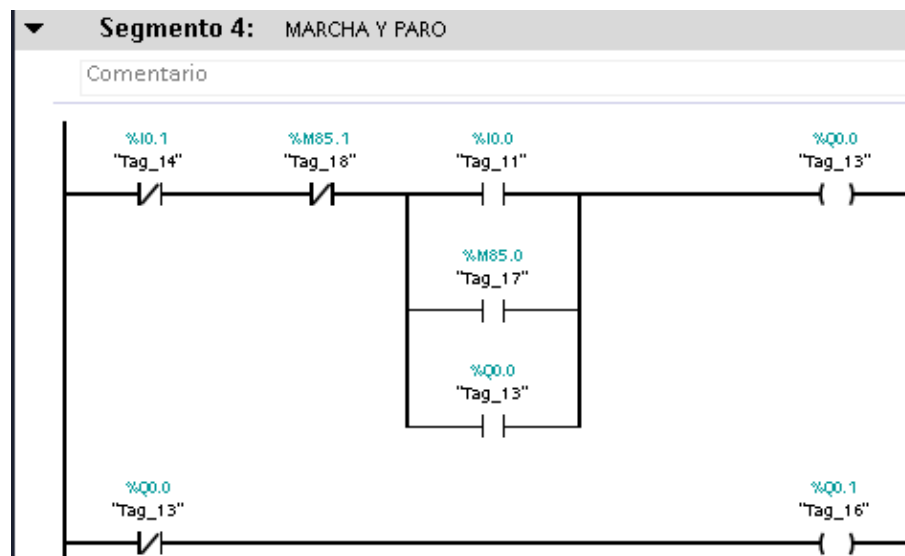 Segmento 4: MARCHA Y PARO
Comentario
%I0.1 %M85.1 %I0.0 %Q0.0
"Tag_14" "Tag_18" "Tag_11" "Tag_13"
%M85.0
"Tag_17"
%Q0.0
"Tag_13"
%Q0.0 %Q0.1
"Tag_13" "Tag_16"